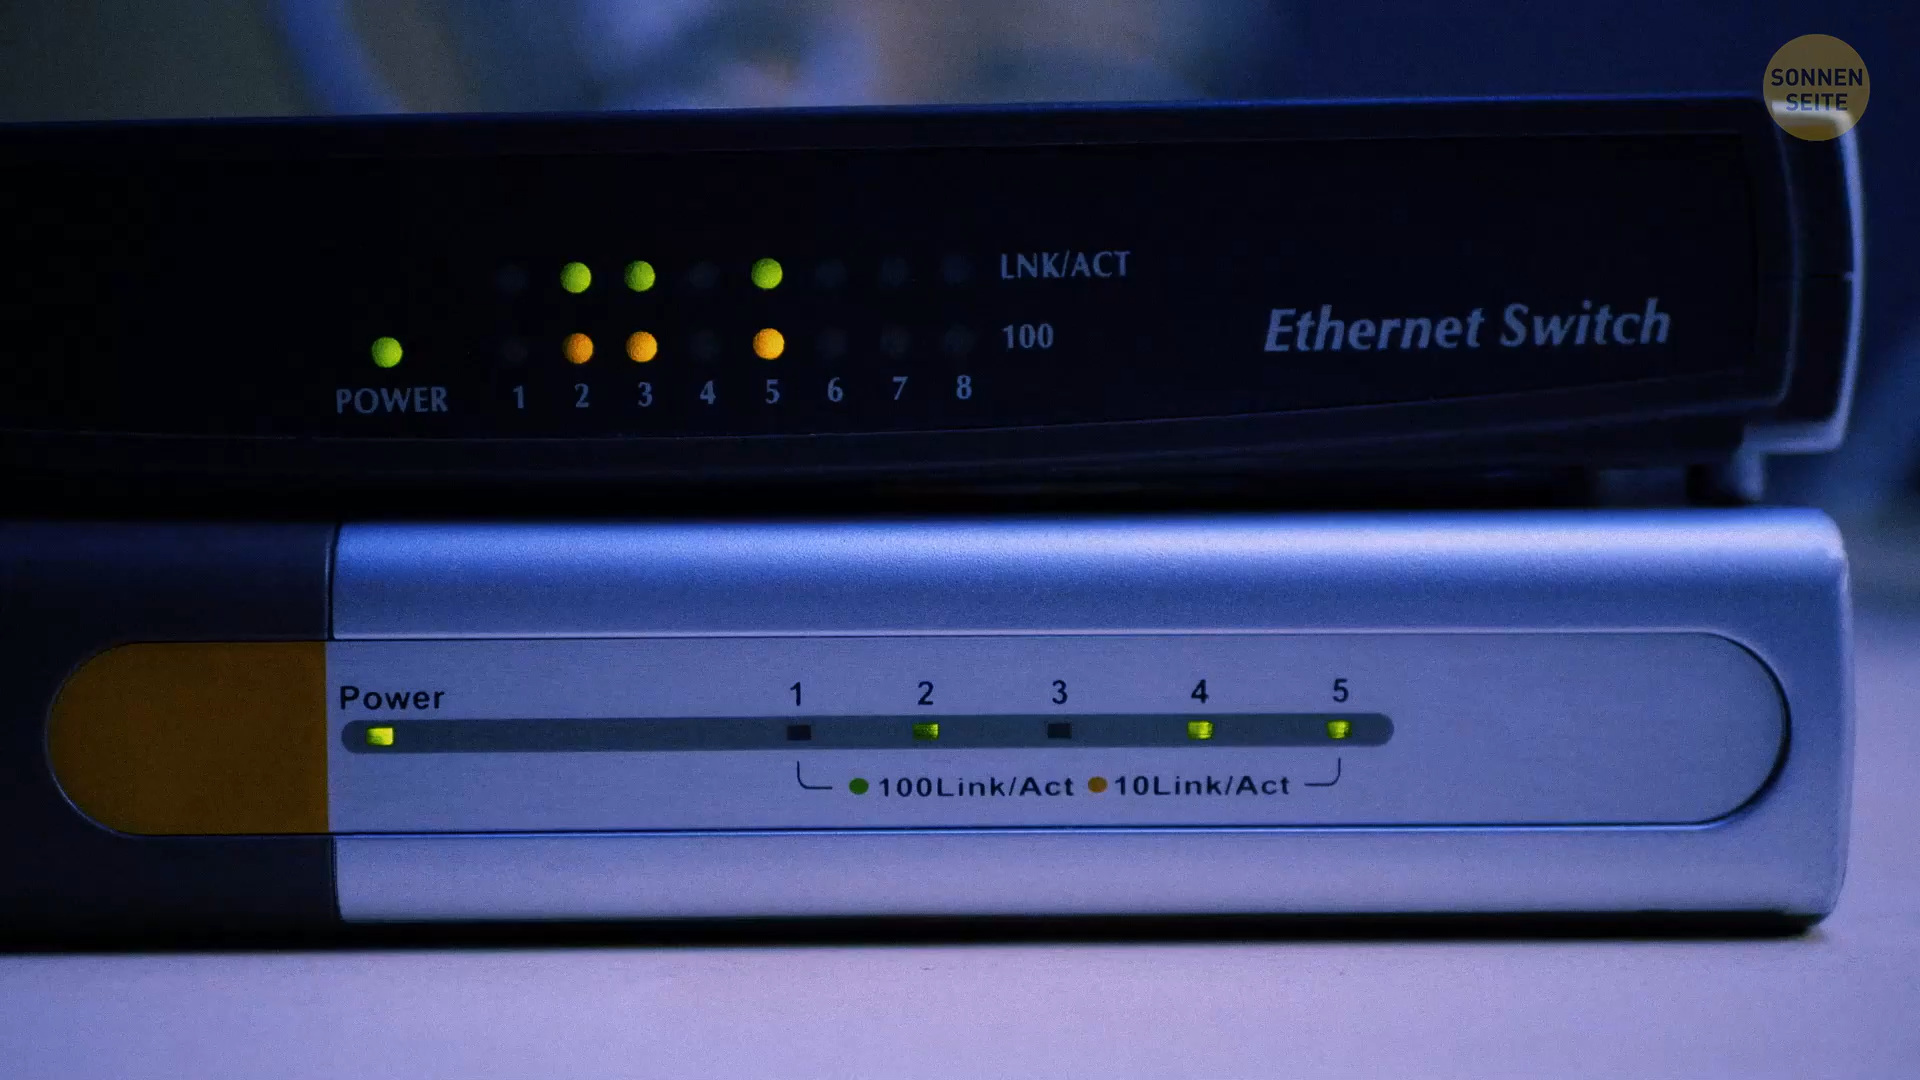 SONNEN
SEITE
LNK/ACT
100
Ethernet Switch
POWER
1 2 3 4 5 6 7 8
Power
1 2 3 4 5
100Link/Act 10Link/Act